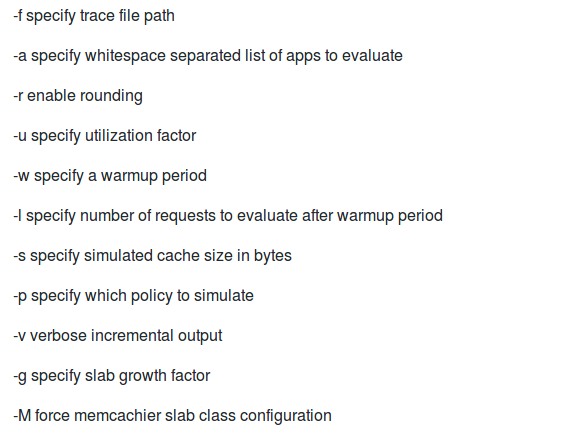 -f specify trace file path
-a specify whitespace separated list of apps to evaluate
-r enable rounding
-u specify utilization factor
-w specify a warmup period
-l specify number of requests to evaluate after warmup period
-s specify simulated cache size in bytes
-p specify which policy to simulate
-v verbose incremental output
-g specify slab growth factor
-M force memcachier slab class configuration